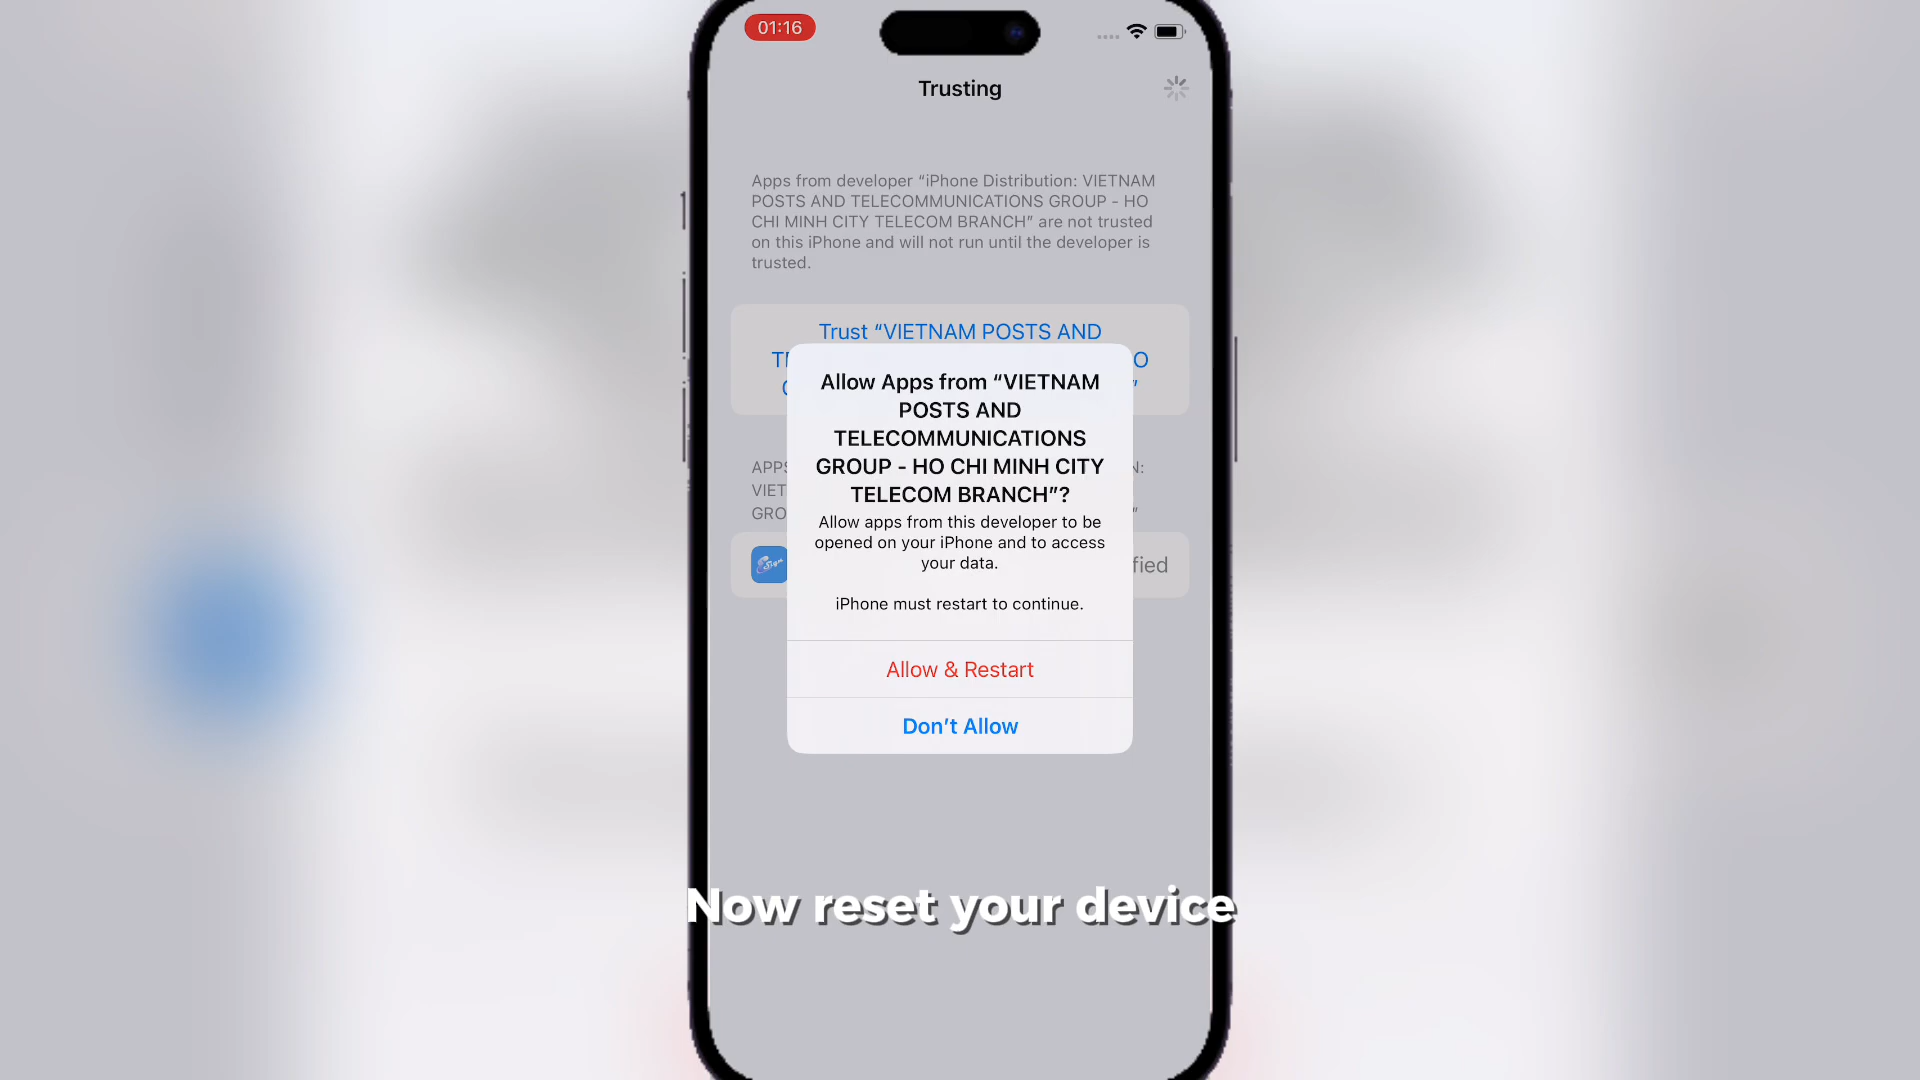 01:16
Trusting
Apps from developer “iPhone Distribution: VIETNAM
POSTS AND TELECOMMUNICATIONS GROUP - HO
CHI MINH CITY TELECOM BRANCH” are not trusted
on this iPhone and will not run until the developer is
trusted.
Trust “VIETNAM POSTS AND
Allow Apps from “VIETNAM
POSTS AND
TELECOMMUNICATIONS
GROUP - HO CHI MINH CITY
TELECOM BRANCH”?
Allow apps from this developer to be
opened on your iPhone and to access
your data.
iPhone must restart to continue.
Allow & Restart
Don’t Allow
Now reset your device